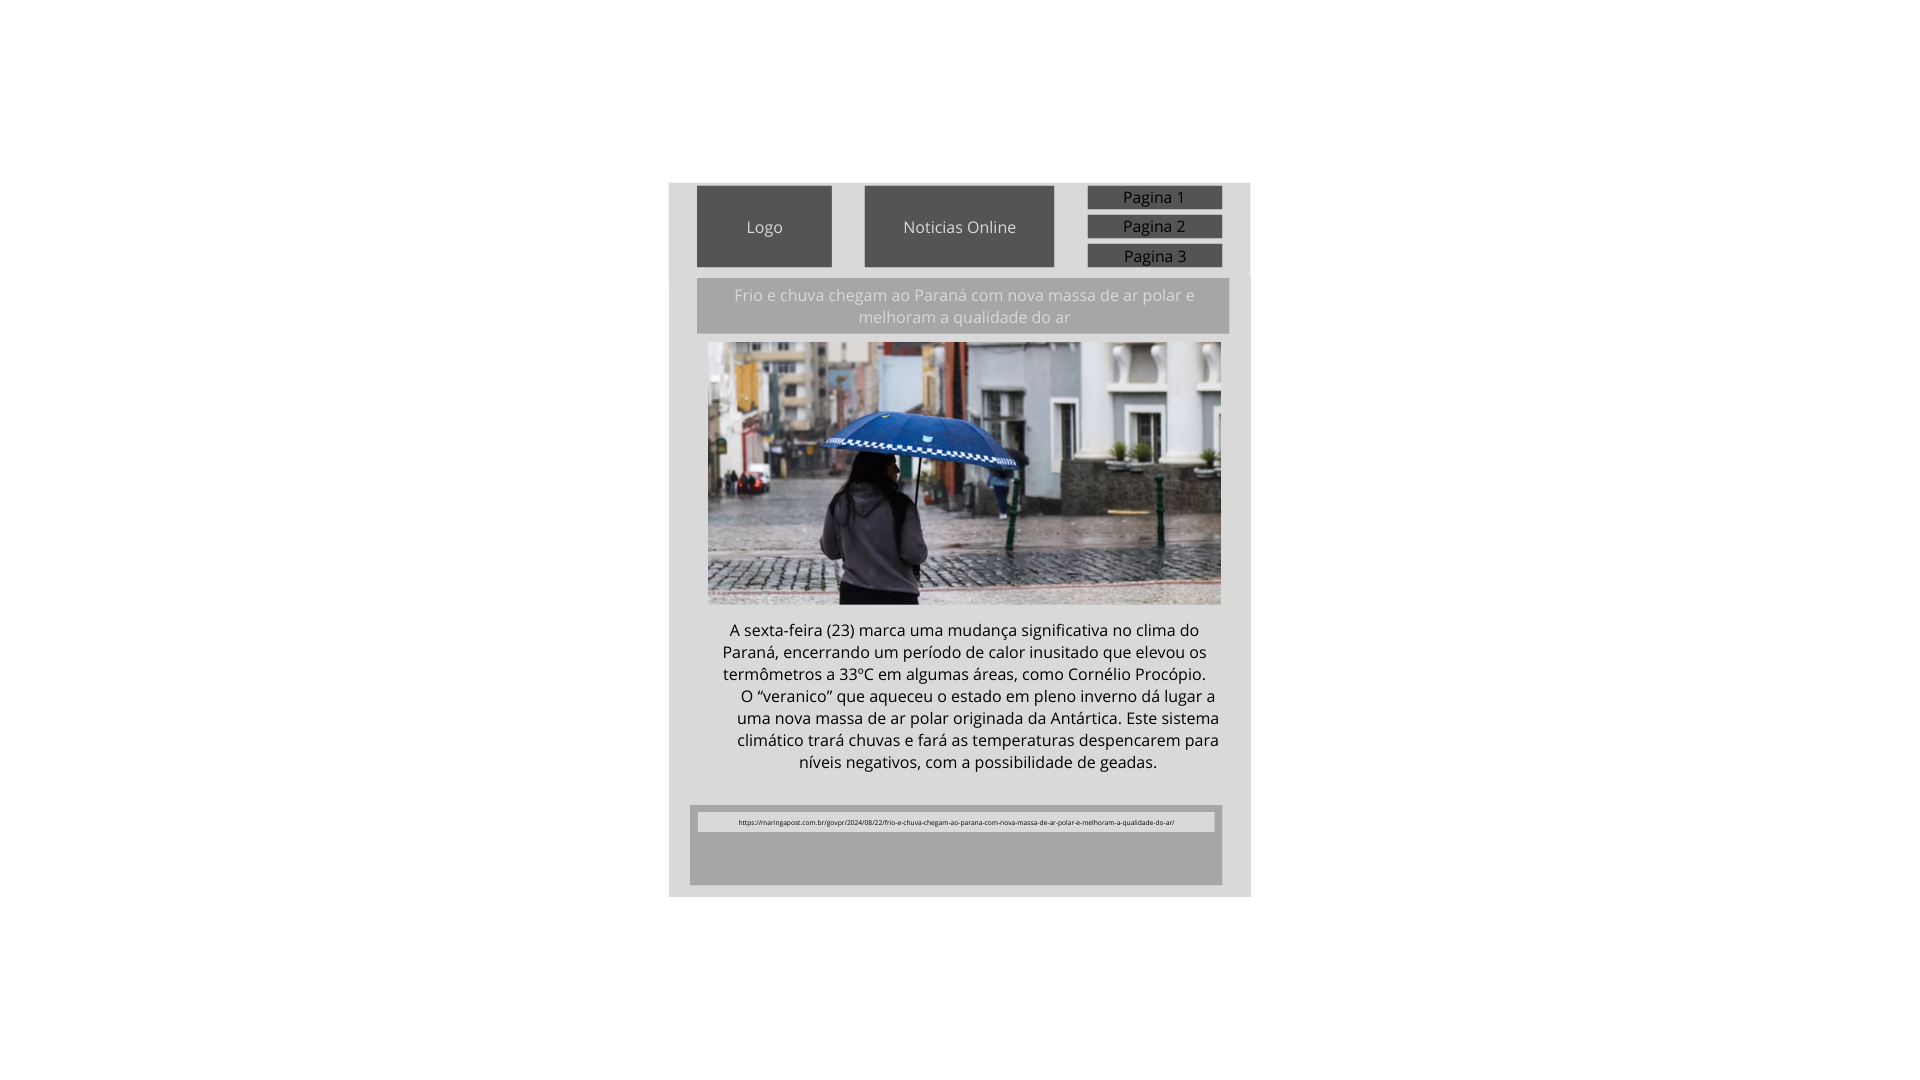 Logo
Noticias Online
Pagina 1
Pagina 2
Pagina 3
Frio e chuva chegam ao Paraná com nova massa de ar polar e
melhoram a qualidade do ar
A sexta-feira (23) marca uma mudança significativa no clima do
Paraná, encerrando um período de calor inusitado que elevou os
termômetros a 33ºC em algumas áreas, como Cornélio Procópio.
O “veranico” que aqueceu o estado em pleno inverno dá lugar a
uma nova massa de ar polar originada da Antártica. Este sistema
climático trará chuvas e fará as temperaturas despencarem para
níveis negativos, com a possibilidade de geadas.
https://maringapost.com.br/govpr/2024/08/22/frio-e-chuva-chegam-ao-parana-com-nova-massa-de-ar-polar-e-melhoram-a-qualidade-do-ar/